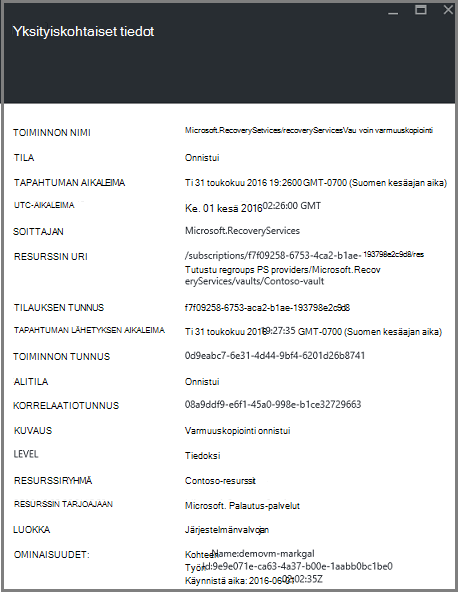 Yksityiskohtaiset tiedot
TOIMINNON NIMI Microsoft.RecoverySetvices/recoveryServicesVau voin varmuuskopiointi
TILA Onnistui
TAPAHTUMAN AIKALEIMA Ti 31 toukokuu 2016 19:2600 GMT-0700 (Suomen kesäajan aika)
UTC-AIKALEIMA Ke. 01 kesä 2016 02:26:00 GMT
SOITTAJAN Microsoft.RecoveryServices
RESURSSIN URI /subscriptions/f7f09258-6753-4ca2-b1ae-193798e2c9d8/res
Tutustu regroups PS providers/Microsoft.Recov
eryServices/vaults/Contoso-vault
TILAUKSEN TUNNUS f7f09258-6753-aca2-b1ae-193798e2c9d8
TAPAHTUMAN LÄHETYKSEN AIKALEIMA Ti 31 toukokuu 2016 19:27:35 GMT-0700 (Suomen kesäajan aika)
TOIMINNON TUNNUS 0d9eabc7-6e31-4d44-9bf4-6201d26b8741
ALITILA Onnistui
KORRELAATIOTUNNUS 08a9ddf9-e6f1-45a0-998e-b1ce32729663
KUVAUS Varmuuskopiointi onnistui
LEVEL Tiedoksi
RESURSSIRYHMÄ Contoso-resurssit
RESURSSIN TARJOAJAAN Microsoft. Palautus-palvelut
LUOKKA Järjestelmänvalvojan
OMINAISUUDET: Kohteen Name:demovm-markgal
Työn Id:9e9e071e-ca63-4a37-b00e-1aabb0bc1be0
Käynnistä aika: 2016-06-01 02:02:35Z